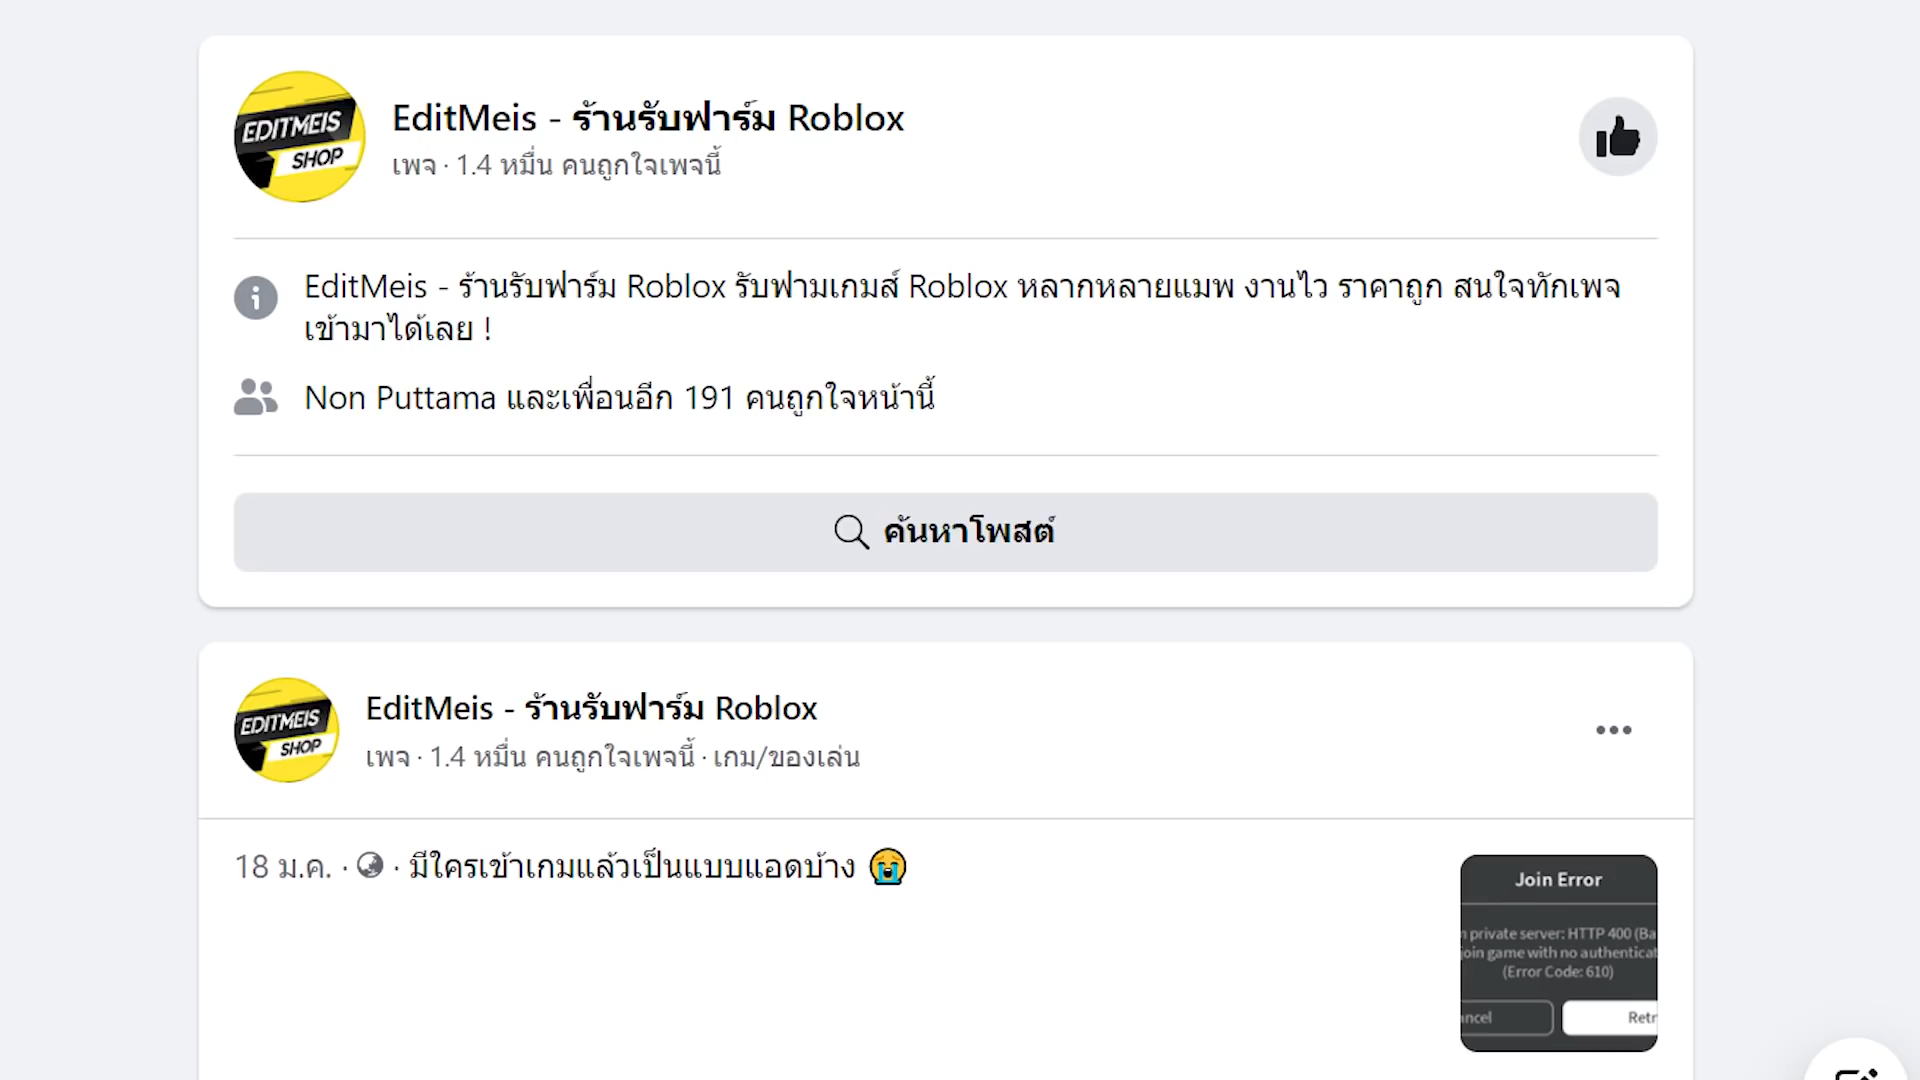 EDITMEIS
SHOP
EditMeis - ร้านรับฟาร์ม Roblox
เพจ · 1.4 หมื่น คนถูกใจเพจนี้
EditMeis - ร้านรับฟาร์ม Roblox รับฟามเกมส์ Roblox หลากหลายแมพ งานไว ราคาถูก สนใจทักเพจ
เข้ามาได้เลย !
Non Puttama และเพื่อนอีก 191 คนถูกใจหน้านี้
ค้นหาโพสต์
EDITMEIS
SHOP
EditMeis - ร้านรับฟาร์ม Roblox
เพจ · 1.4 หมื่น คนถูกใจเพจนี้ · เกม/ของเล่น
18 ม.ค. · · มีใครเข้าเกมแล้วเป็นแบบแอดบ้าง 😭
Join Error
private server: HTTP 400 (Ba
join game with no authenticat
(Error Code: 610)
ancel
Retr